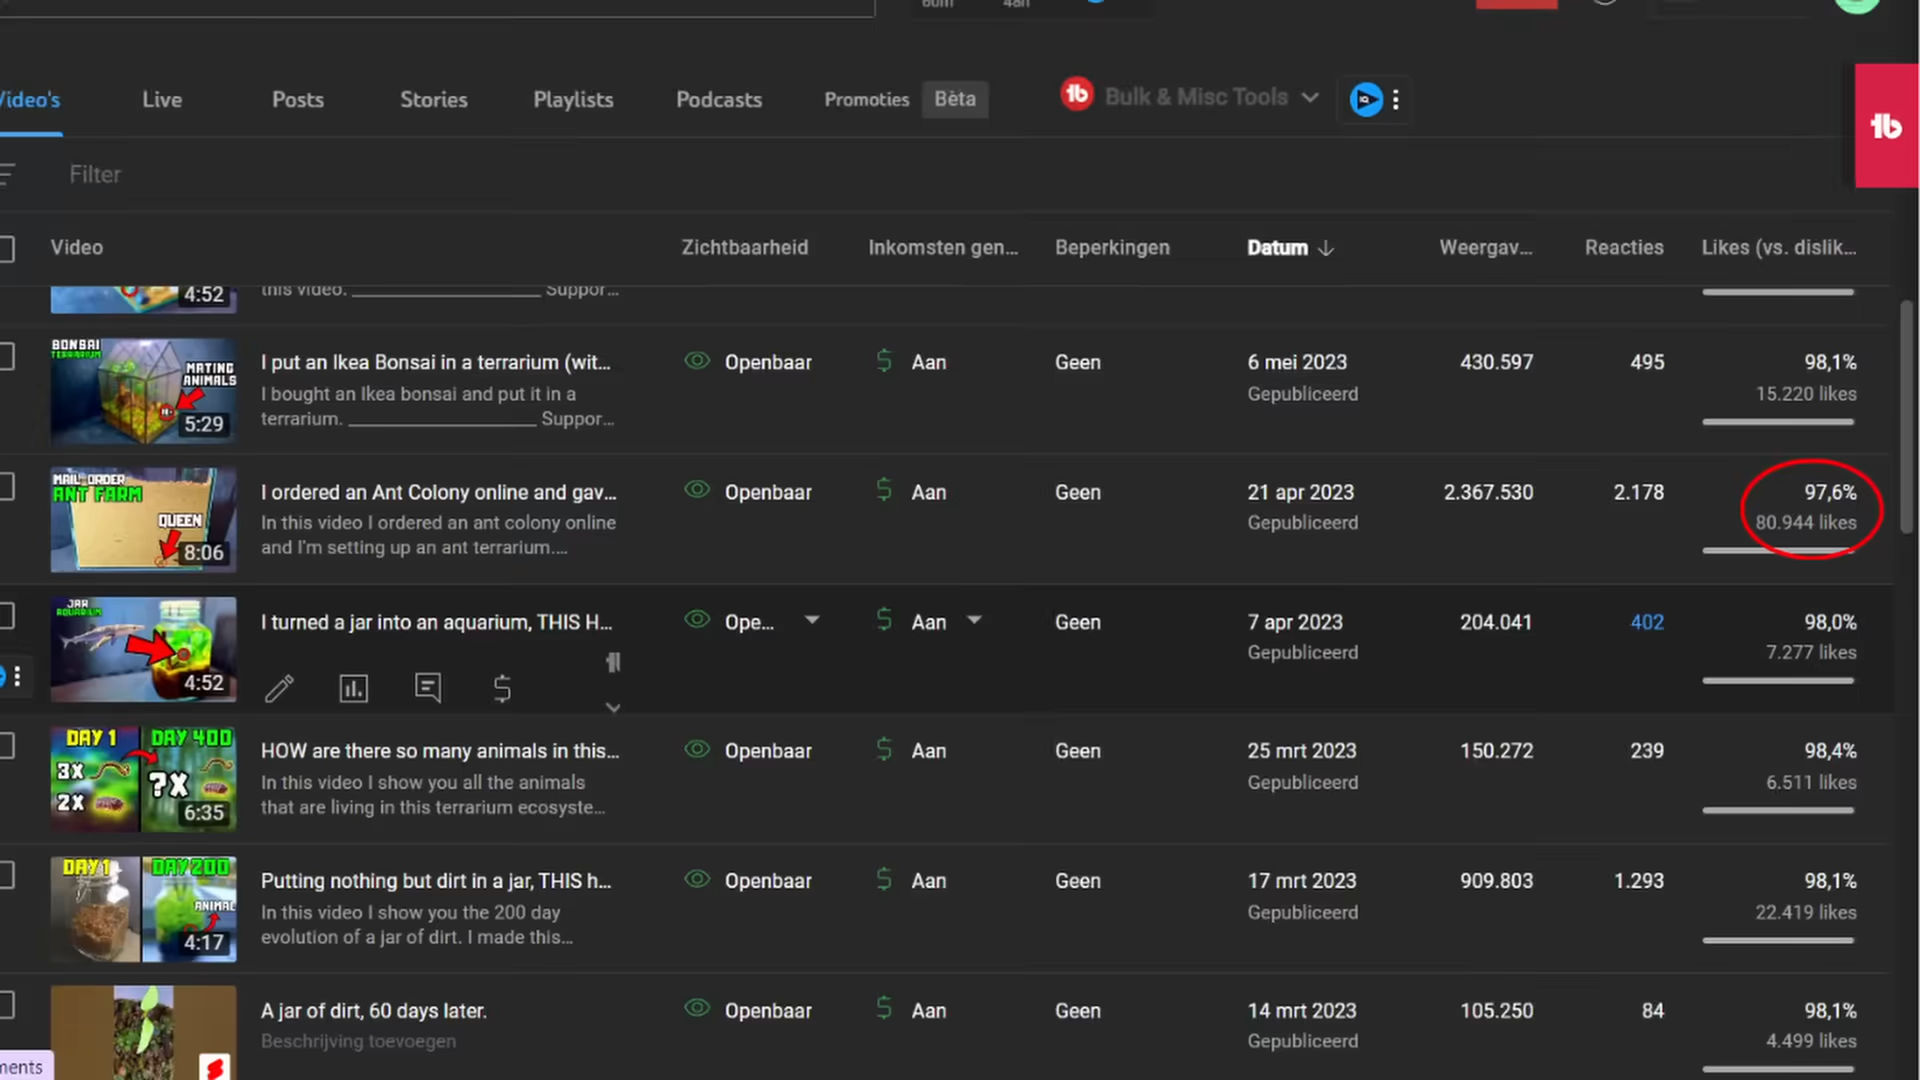 60m 48h
Video's Live Posts Stories Playlists Podcasts Promoties Bèta Bulk & Misc Tools
Filter
Video Zichtbaarheid Inkomsten gen... Beperkingen Datum Weergav... Reacties Likes (vs. dislik...
4:52 this video. Suppor...
BONSAI
TERRARIUM
MATING
ANIMALS
5:29
I put an Ikea Bonsai in a terrarium (wit... Openbaar Aan Geen 6 mei 2023 430.597 495 98,1%
I bought an Ikea bonsai and put it in a Gepubliceerd 15.220 likes
terrarium. Suppor...
MAIL ORDER
ANT FARM
QUEEN
8:06
I ordered an Ant Colony online and gav... Openbaar Aan Geen 21 apr 2023 2.367.530 2.178 97,6%
In this video I ordered an ant colony online Gepubliceerd 80.944 likes
and I'm setting up an ant terrarium....
JAR
AQUARIUM
4:52
I turned a jar into an aquarium, THIS H... Ope... Aan Geen 7 apr 2023 204.041 402 98,0%
Gepubliceerd 7.277 likes
DAY 1 DAY 400
3X
?X
2X
6:35
HOW are there so many animals in this... Openbaar Aan Geen 25 mrt 2023 150.272 239 98,4%
In this video I show you all the animals Gepubliceerd 6.511 likes
that are living in this terrarium ecosyste...
DAY 1 DAY 200
ANIMAL
4:17
Putting nothing but dirt in a jar, THIS h... Openbaar Aan Geen 17 mrt 2023 909.803 1.293 98,1%
In this video I show you the 200 day Gepubliceerd 22.419 likes
evolution of a jar of dirt. I made this...
A jar of dirt, 60 days later. Openbaar Aan Geen 14 mrt 2023 105.250 84 98,1%
Beschrijving toevoegen Gepubliceerd 4.499 likes
ments